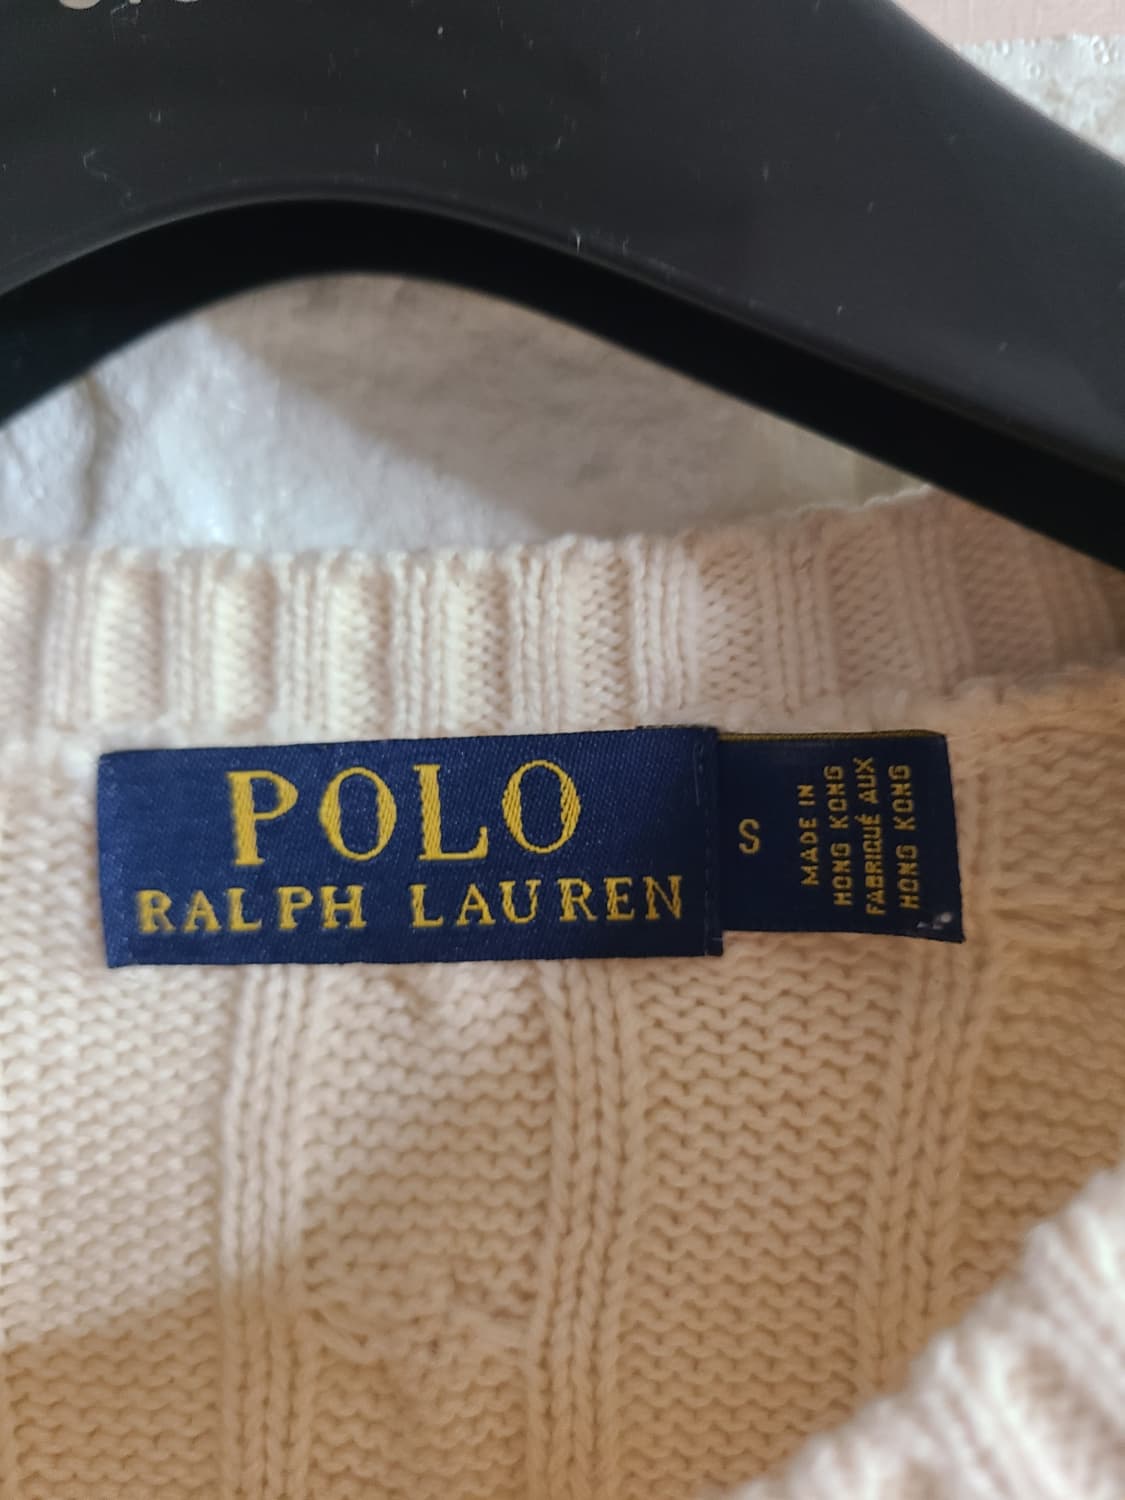 POLO
RALPH LAUREN
S
MADE IN
HONG KONG
FABRIQUÉ AUX
HONG KONG